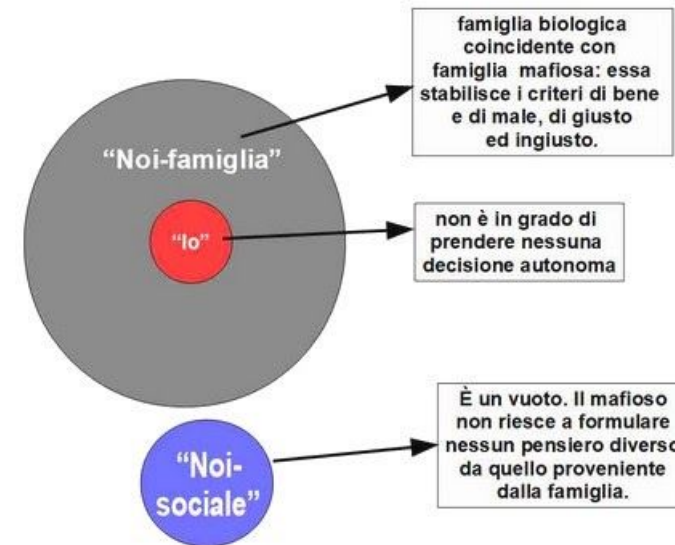 famiglia biologica
coincidente con
famiglia mafiosa: essa
stabilisce i criteri di bene
e di male, di giusto
ed ingiusto.
“Noi-famiglia”
“Io”
non è in grado di
prendere nessuna
decisione autonoma
È un vuoto. Il mafioso
non riesce a formulare
nessun pensiero diverso
da quello proveniente
dalla famiglia.
“Noi-
sociale”